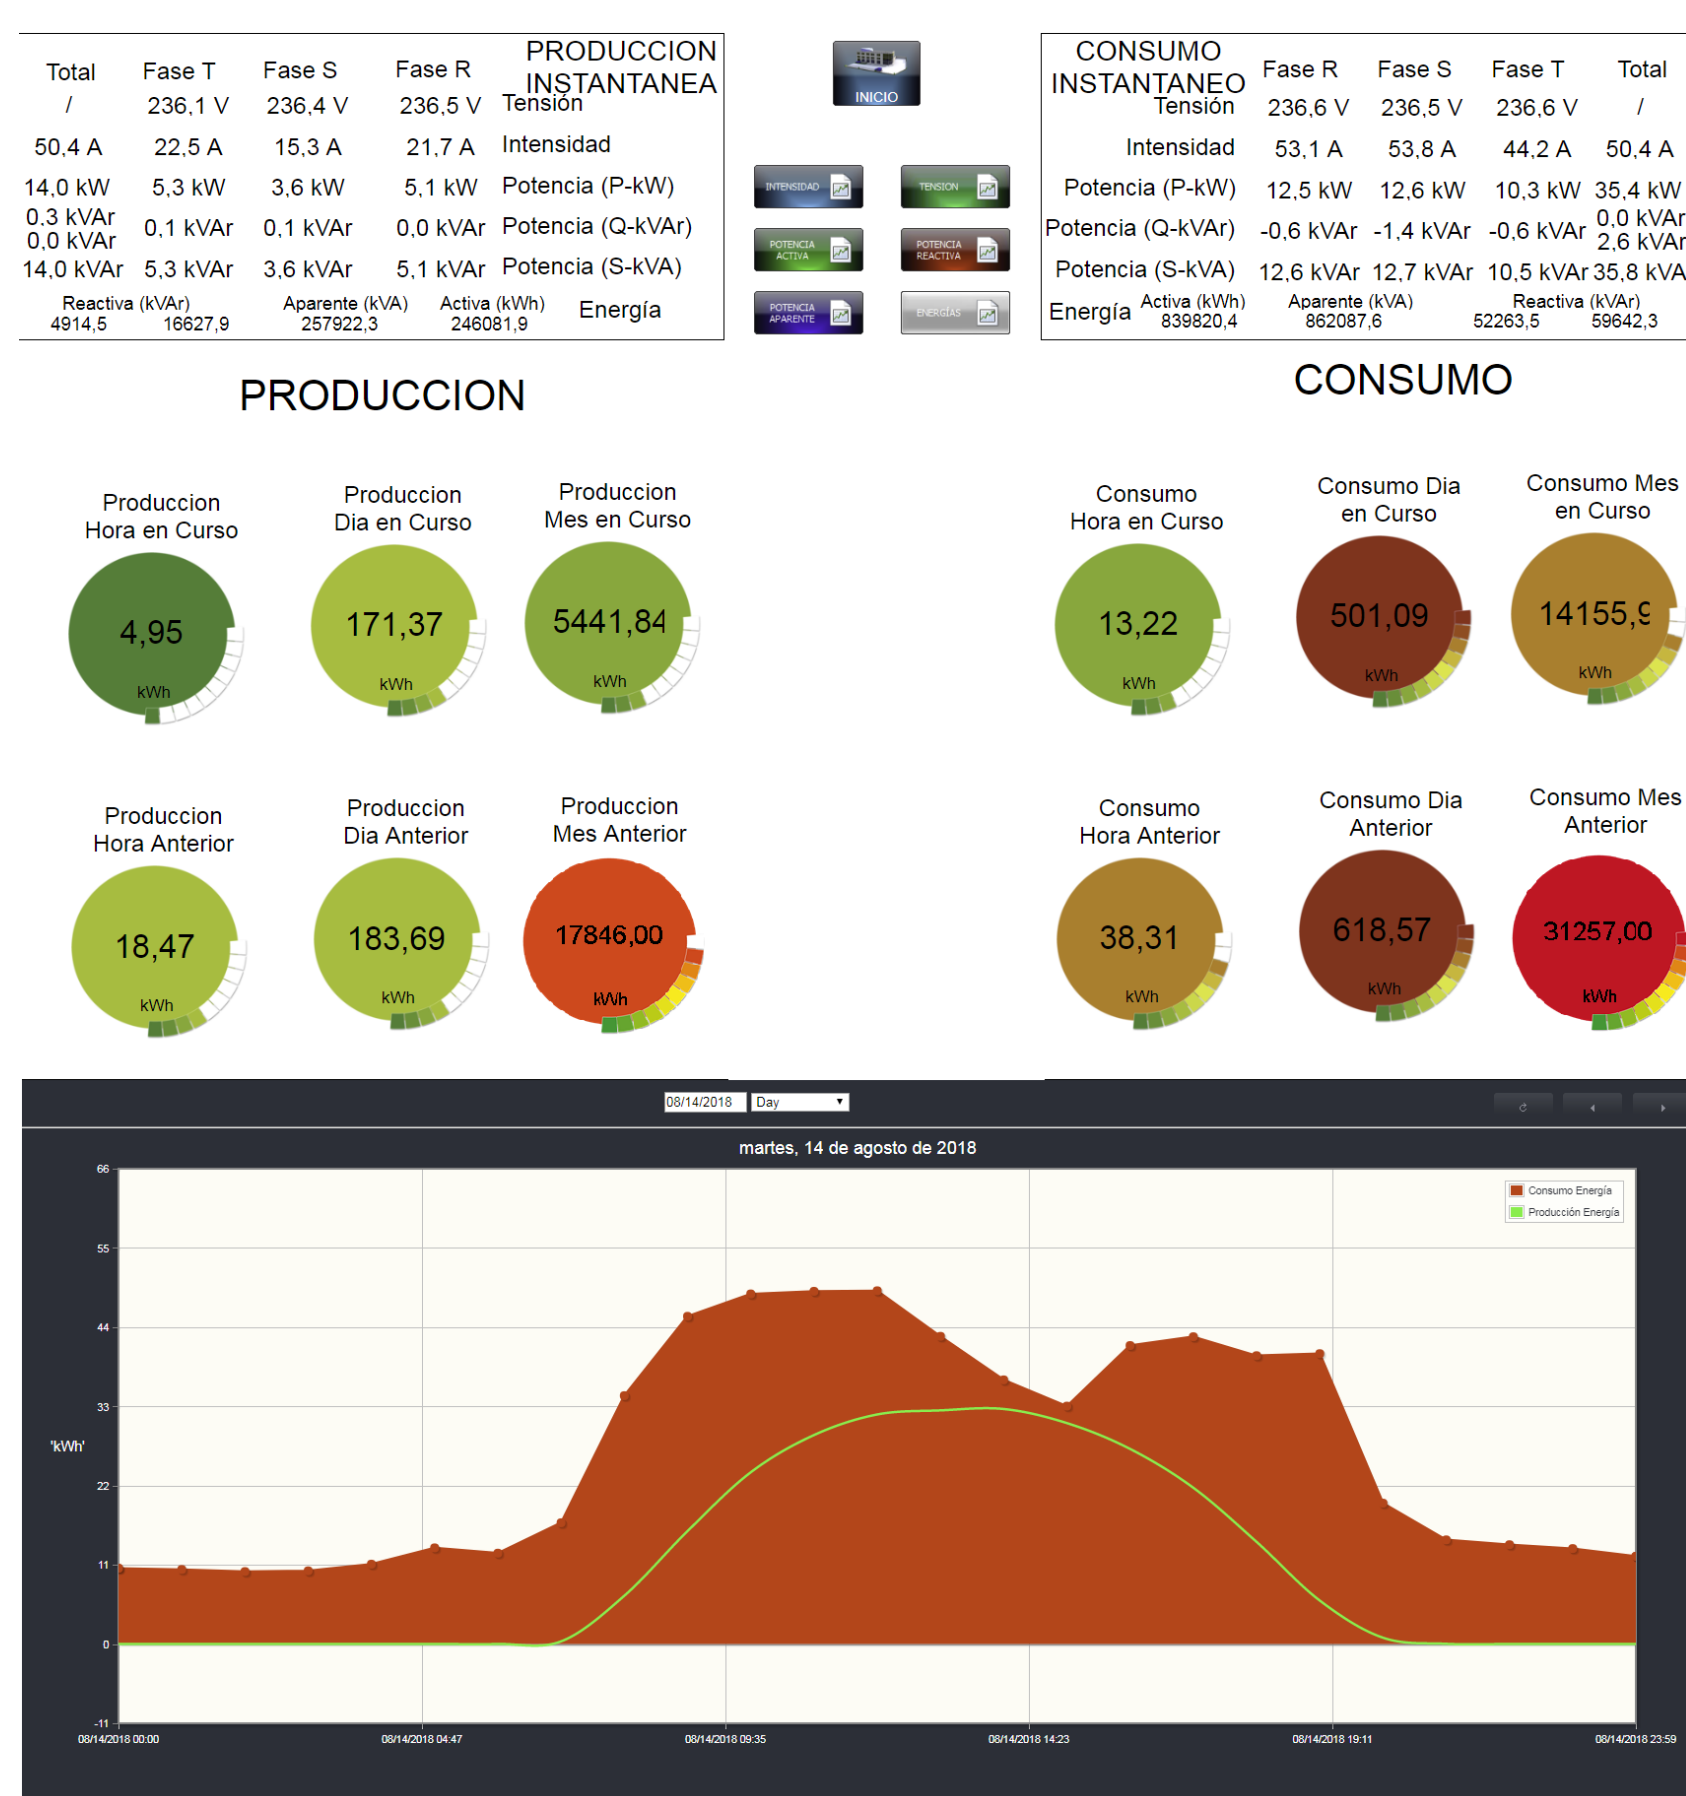 PRODUCCION
INSTANTANEA
Total Fase T Fase S Fase R
/ 236,1 V 236,4 V 236,5 V Tensión
50,4 A 22,5 A 15,3 A 21,7 A Intensidad
14,0 kW 5,3 kW 3,6 kW 5,1 kW Potencia (P-kW)
0,3 kVAr
0,0 kVAr
0,1 kVAr 0,1 kVAr 0,0 kVAr Potencia (Q-kVAr)
14,0 kVAr 5,3 kVAr 3,6 kVAr 5,1 kVAr Potencia (S-kVA)
Reactiva (kVAr) Aparente (kVA) Activa (kWh) Energía
4914,5 16627,9 257922,3 246081,9
INICIO
INTENSIDAD
TENSION
POTENCIA
ACTIVA
POTENCIA
REACTIVA
POTENCIA
APARENTE
ENERGÍAS
CONSUMO
INSTANTANEO
Fase R Fase S Fase T Total
Tensión 236,6 V 236,5 V 236,6 V /
Intensidad 53,1 A 53,8 A 44,2 A 50,4 A
Potencia (P-kW) 12,5 kW 12,6 kW 10,3 kW 35,4 kW
Potencia (Q-kVAr) -0,6 kVAr -1,4 kVAr -0,6 kVAr
0,0 kVAr
2,6 kVAr
Potencia (S-kVA) 12,6 kVAr 12,7 kVAr 10,5 kVAr 35,8 kVA
Energía Activa (kWh) Aparente (kVA) Reactiva (kVAr)
839820,4 862087,6 52263,5 59642,3
PRODUCCION
CONSUMO
Produccion
Hora en Curso
4,95
kWh
Produccion
Dia en Curso
171,37
kWh
Produccion
Mes en Curso
5441,84
kWh
Consumo
Hora en Curso
13,22
kWh
Consumo Dia
en Curso
501,09
kWh
Consumo Mes
en Curso
14155,9
kWh
Produccion
Hora Anterior
18,47
kWh
Produccion
Dia Anterior
183,69
kWh
Produccion
Mes Anterior
17846,00
kWh
Consumo
Hora Anterior
38,31
kWh
Consumo Dia
Anterior
618,57
kWh
Consumo Mes
Anterior
31257,00
kWh
08/14/2018 Day
martes, 14 de agosto de 2018
Consumo Energía
Producción Energía
66
55
44
33
'kWh'
22
11
0
-11
08/14/2018 00:00 08/14/2018 04:47 08/14/2018 09:35 08/14/2018 14:23 08/14/2018 19:11 08/14/2018 23:59